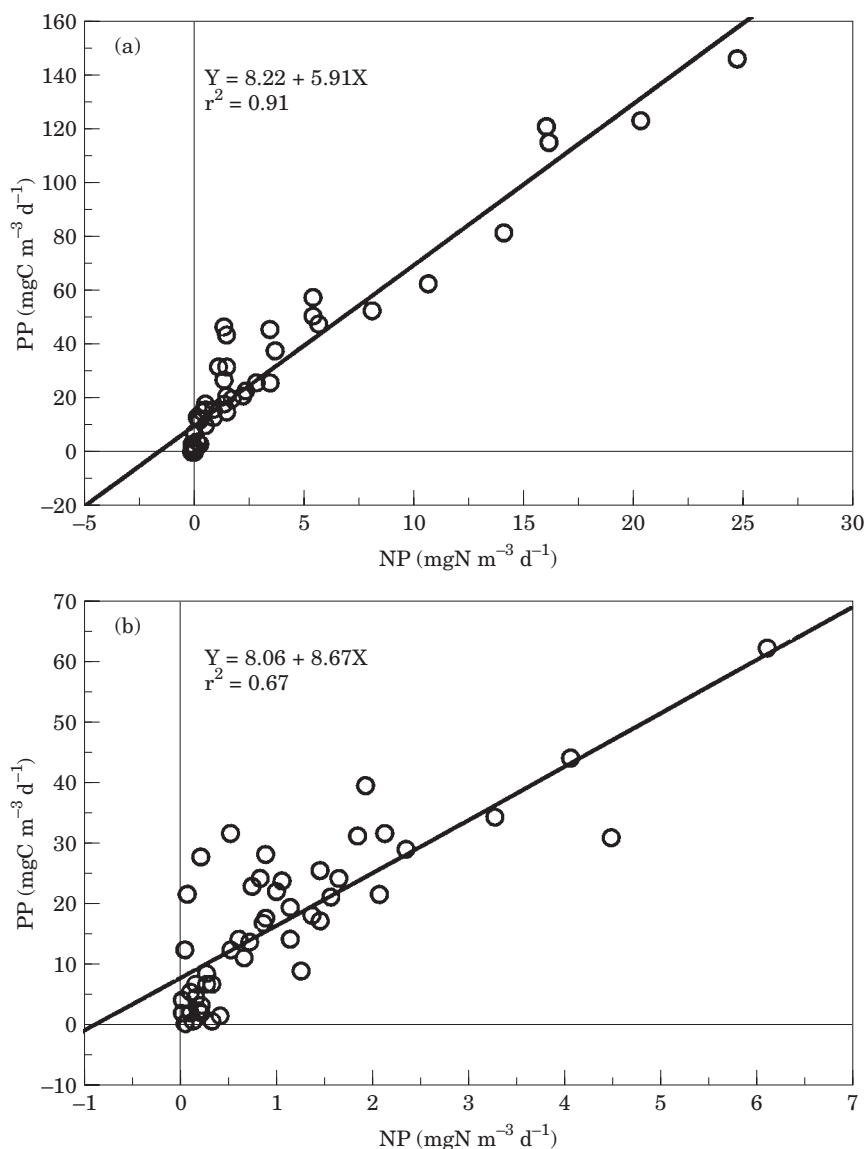 (a)
Y = 8.22 + 5.91X
r² = 0.91
160
140
120
100
80
60
40
20
0
−20
PP (mgC m⁻³ d⁻¹)
−5 0 5 10 15 20 25 30
NP (mgN m⁻³ d⁻¹)
(b)
Y = 8.06 + 8.67X
r² = 0.67
70
60
50
40
30
20
10
0
−10
PP (mgC m⁻³ d⁻¹)
−1 0 1 2 3 4 5 6 7
NP (mgN m⁻³ d⁻¹)